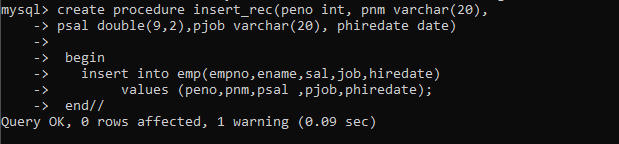 mysql> create procedure insert_rec(peno int, pnm varchar(20),
    -> psal double(9,2),pjob varchar(20), phiredate date)
    ->
    ->  begin
    ->    insert into emp(empno,ename,sal,job,hiredate)
    ->         values (peno,pnm,psal ,pjob,phiredate);
    ->  end//
Query OK, 0 rows affected, 1 warning (0.09 sec)